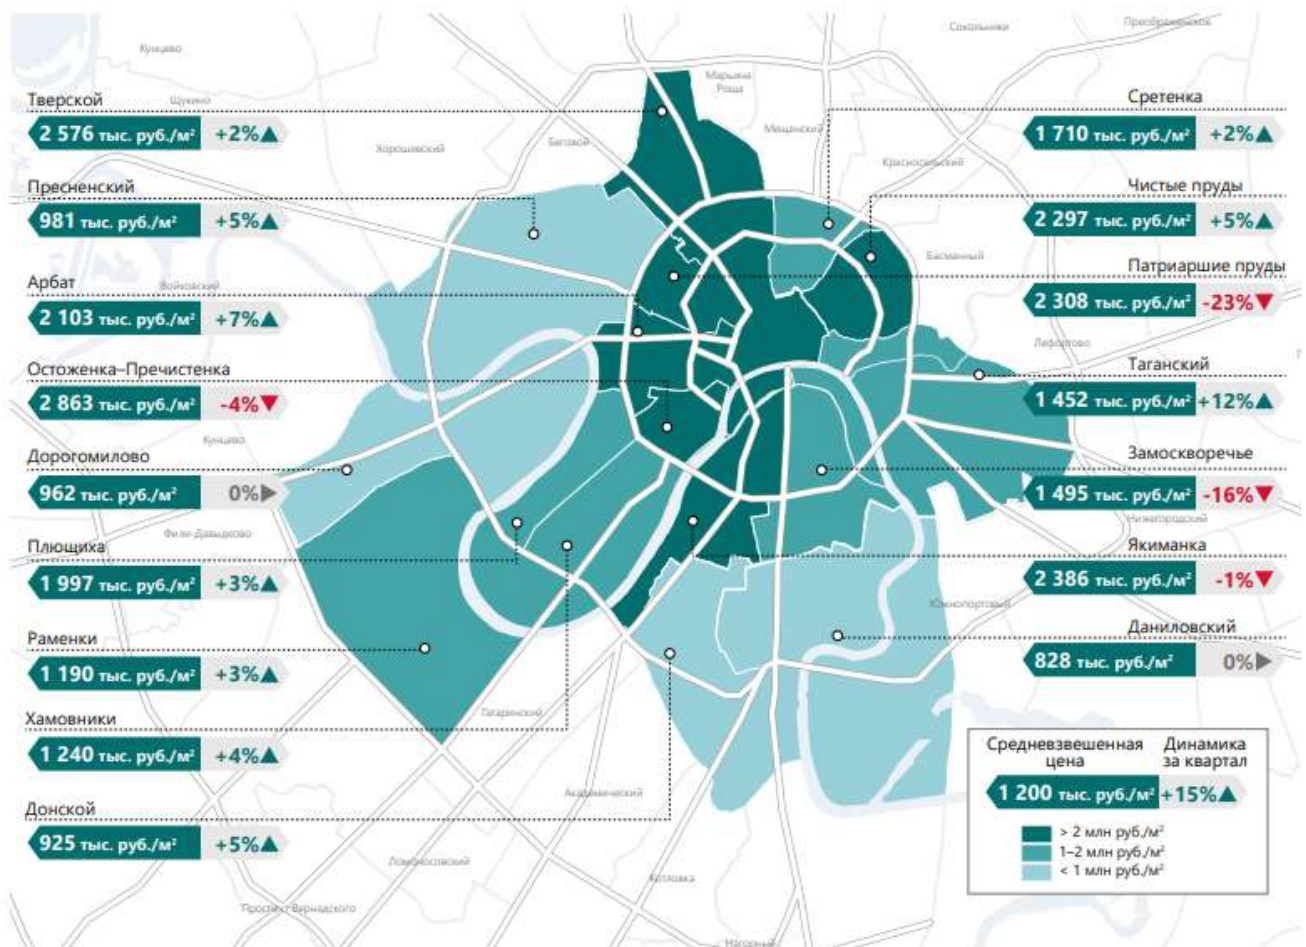 Кунцево
Сокольники
Преображенское
Марьина
Роща
Тверской
Щукино
2 576 тыс. руб./м² +2%▲
Хорошевский
Беговой
Мещанский
Красносельский
Сретенка
1 710 тыс. руб./м² +2%▲
Пресненский
981 тыс. руб./м² +5%▲
Чистые пруды
2 297 тыс. руб./м² +5%▲
Басманный
Арбат
Войковский
2 103 тыс. руб./м² +7%▲
Патриаршие пруды
2 308 тыс. руб./м² -23%▼
Лефортово
Остоженка–Пречистенка
2 863 тыс. руб./м² -4%▼
Таганский
1 452 тыс. руб./м² +12%▲
Кунцево
Дорогомилово
962 тыс. руб./м² 0%▶
Фили-Давыдково
Замоскворечье
1 495 тыс. руб./м² -16%▼
Нижегородский
Плющиха
1 997 тыс. руб./м² +3%▲
Якиманка
2 386 тыс. руб./м² -1%▼
Южнопортовый
Раменки
1 190 тыс. руб./м² +3%▲
Даниловский
828 тыс. руб./м² 0%▶
Хамовники
1 240 тыс. руб./м² +4%▲
Гагаринский
Академический
Донской
925 тыс. руб./м² +5%▲
Ломоносовский
Котловка
Проспект Вернадского
Нагорный
Средневзвешенная
цена
Динамика
за квартал
1 200 тыс. руб./м² +15%▲
> 2 млн руб./м²
1–2 млн руб./м²
< 1 млн руб./м²